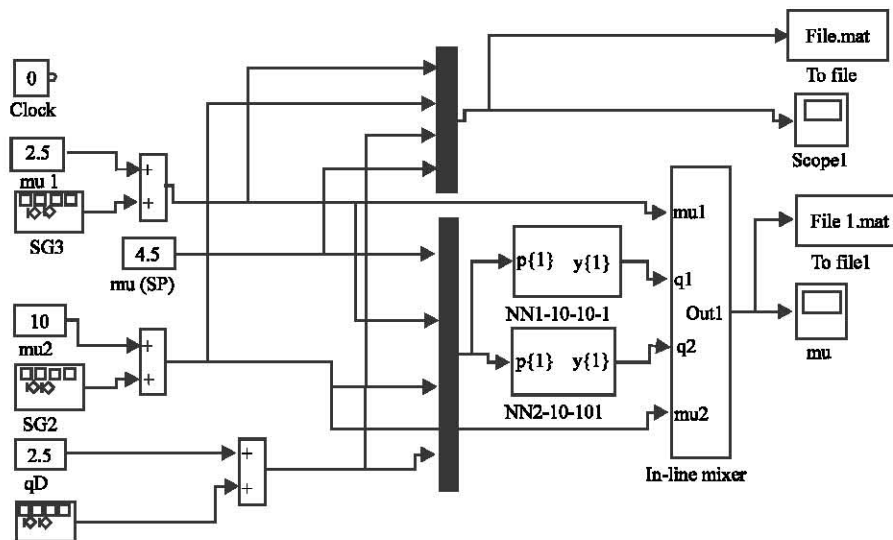 File.mat
To file
0
Clock
Scope1
2.5
mu 1
+
+
SG3
mu1
File 1.mat
To file1
4.5
mu (SP)
p{1} y{1}
NN1-10-10-1
q1
Out1
10
mu2
+
+
q2
mu
p{1} y{1}
NN2-10-101
SG2
mu2
2.5
qD
+
+
In-line mixer